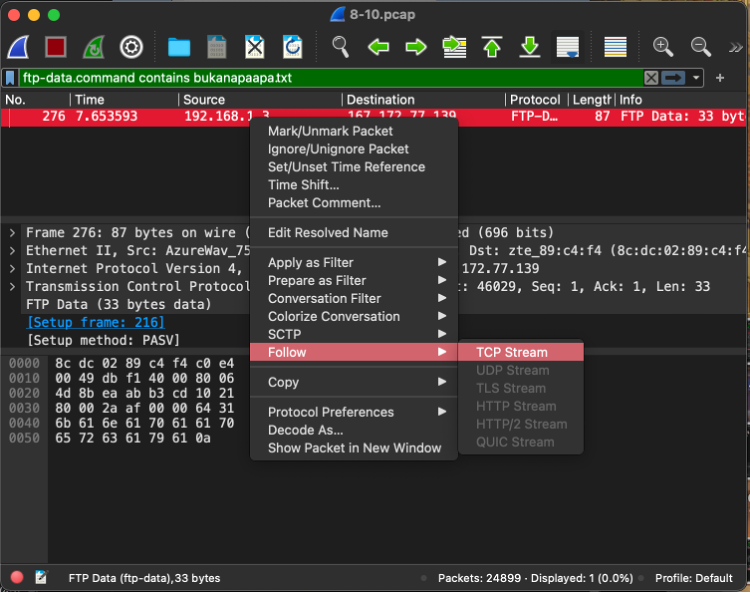 8-10.pcap
ftp-data.command contains bukanapaapa.txt
No. Time Source Destination Protocol Length Info
276 7.653593 192.168.1.3 167.172.77.139 FTP-D… 87 FTP Data: 33 byt
Mark/Unmark Packet
Ignore/Unignore Packet
Set/Unset Time Reference
Time Shift…
Packet Comment…
Edit Resolved Name
Apply as Filter
Prepare as Filter
Conversation Filter
Colorize Conversation
SCTP
Follow
Copy
Protocol Preferences
Decode As…
Show Packet in New Window
TCP Stream
UDP Stream
TLS Stream
HTTP Stream
HTTP/2 Stream
QUIC Stream
Frame 276: 87 bytes on wire ( ed (696 bits)
Ethernet II, Src: AzureWav_75 Dst: zte_89:c4:f4 (8c:dc:02:89:c4:f4
Internet Protocol Version 4, 172.77.139
Transmission Control Protocol : 46029, Seq: 1, Ack: 1, Len: 33
FTP Data (33 bytes data)
[Setup frame: 216]
[Setup method: PASV]
0000 8c dc 02 89 c4 f4 c0 e4
0010 00 49 db f1 40 00 80 06
0020 4d 8b ea ab b3 cd 10 21
0030 80 00 2a af 00 00 64 31
0040 6b 61 6e 61 70 61 61 70
0050 65 72 63 61 79 61 0a
FTP Data (ftp-data), 33 bytes
Packets: 24899 · Displayed: 1 (0.0%)
Profile: Default